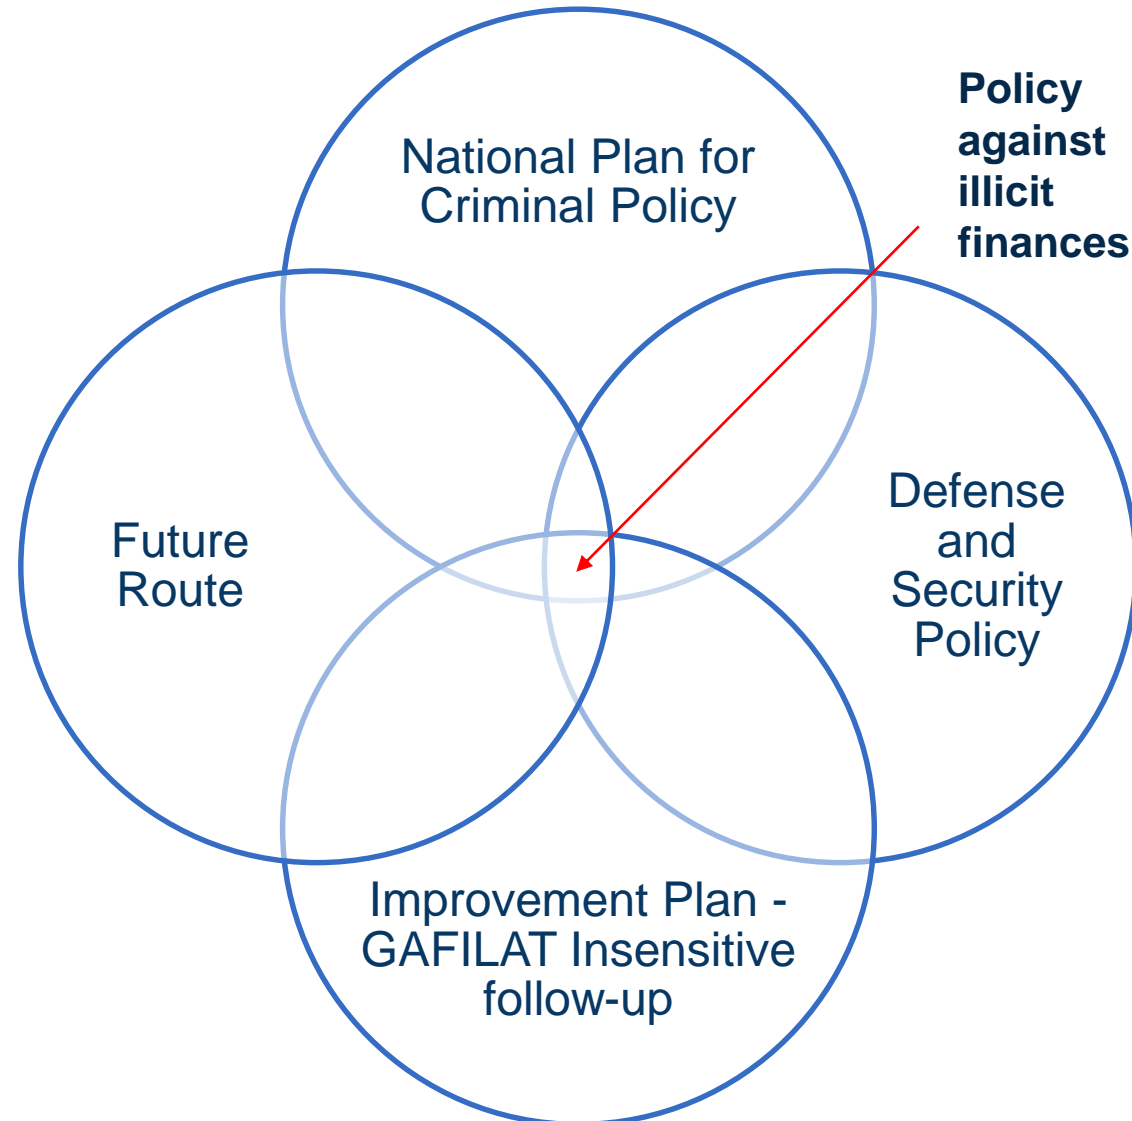 National Plan for
Criminal Policy
Policy
against
illicit
finances
Future
Route
Defense
and
Security
Policy
Improvement Plan -
GAFILAT Insensitive
follow-up